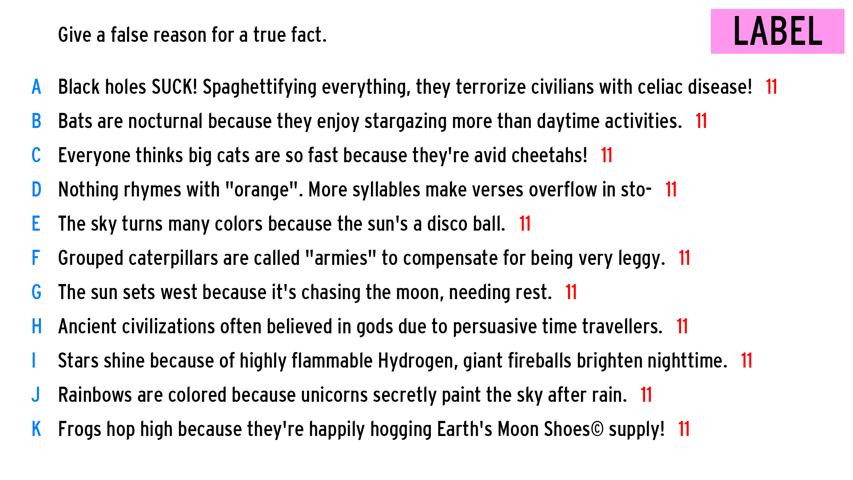 Give a false reason for a true fact.
LABEL
A Black holes SUCK! Spaghettifying everything, they terrorize civilians with celiac disease! 11
B Bats are nocturnal because they enjoy stargazing more than daytime activities. 11
C Everyone thinks big cats are so fast because they're avid cheetahs! 11
D Nothing rhymes with "orange". More syllables make verses overflow in sto- 11
E The sky turns many colors because the sun's a disco ball. 11
F Grouped caterpillars are called "armies" to compensate for being very leggy. 11
G The sun sets west because it's chasing the moon, needing rest. 11
H Ancient civilizations often believed in gods due to persuasive time travellers. 11
I Stars shine because of highly flammable Hydrogen, giant fireballs brighten nighttime. 11
J Rainbows are colored because unicorns secretly paint the sky after rain. 11
K Frogs hop high because they're happily hogging Earth's Moon Shoes© supply! 11